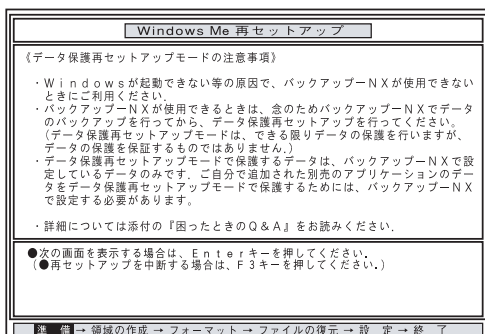 Windows Me 再セットアップ
《データ保護再セットアップモードの注意事項》
・Windowsが起動できない等の原因で、バックアップ-NXが使用できない
ときにご利用ください.
・バックアップ-NXが使用できるときは、念のためバックアップ-NXでデータ
のバックアップを行ってから、データ保護再セットアップを行ってください。
(データ保護再セットアップモードは、できる限りデータの保護を行いますが、
データの保護を保証するものではありません.)
・データ保護再セットアップモードで保護するデータは、バックアップ-NXで設
定しているデータのみです. ご自分で追加された別売のアプリケーションのデー
タをデータ保護再セットアップモードで保護するためには、バックアップ-NX
で設定する必要があります。
・詳細については添付の『困ったときのQ&A』をお読みください.
●次の画面を表示する場合は、Enterキーを押してください.
(●再セットアップを中断する場合は、F3キーを押してください.)
準 備 → 領域の作成 → フォーマット → ファイルの復元 → 設 定 → 終 了